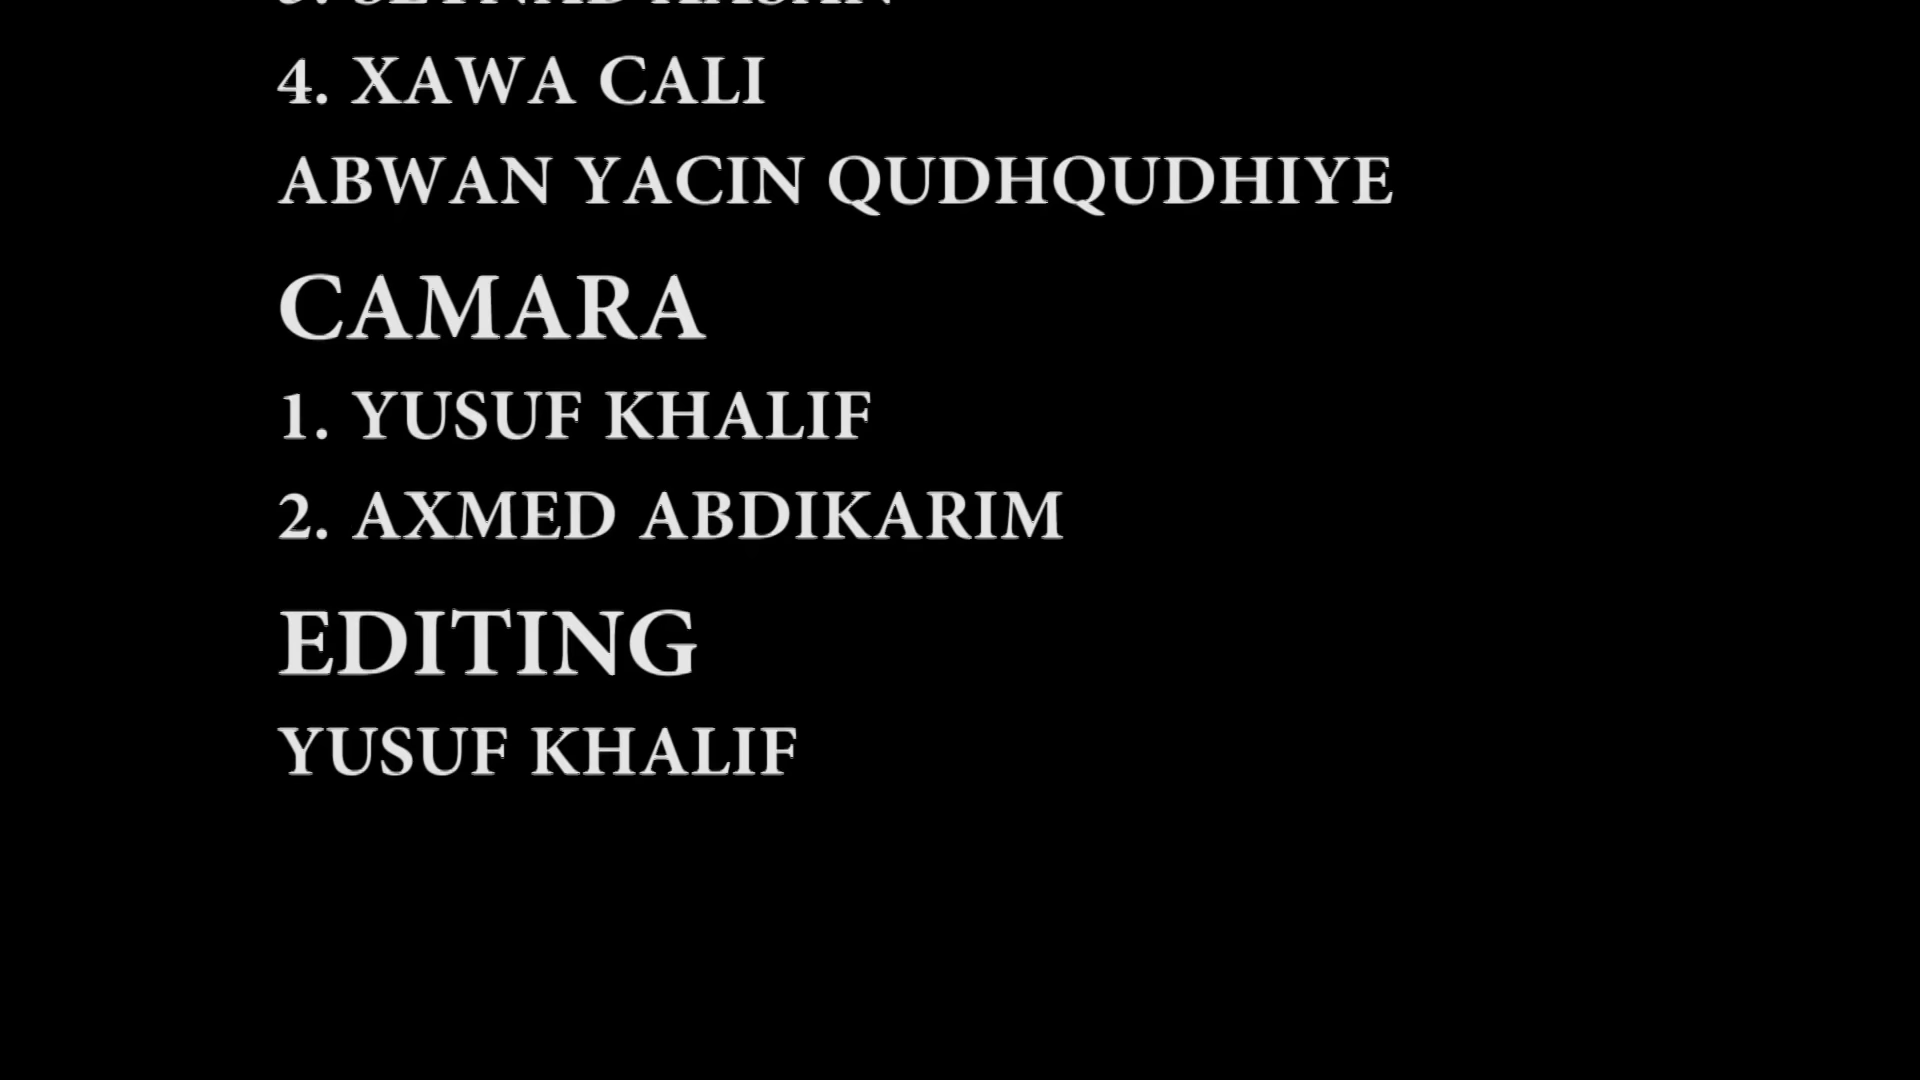 4. XAWA CALI
ABWAN YACIN QUDHQUDHIYE
CAMARA
1. YUSUF KHALIF
2. AXMED ABDIKARIM
EDITING
YUSUF KHALIF